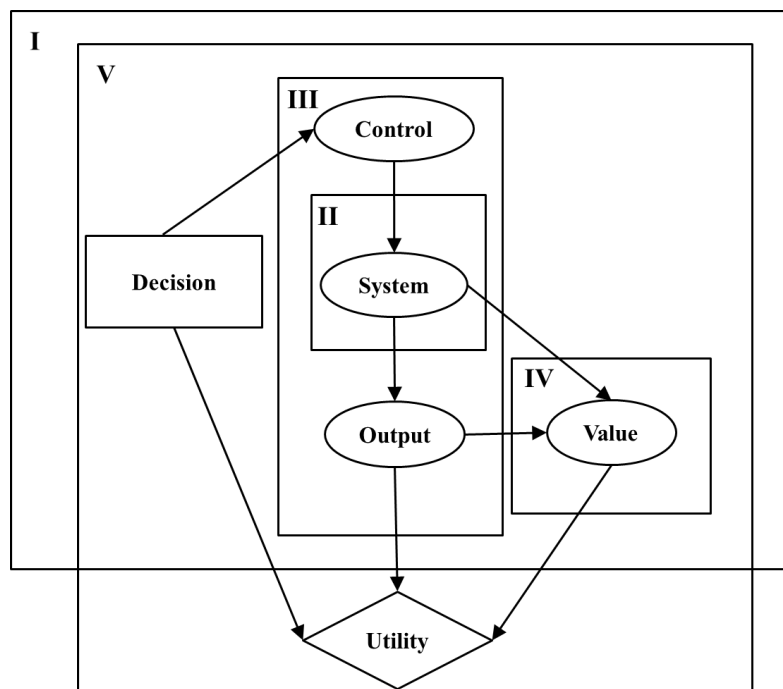 I
V
III
Control
II
Decision
System
IV
Output
Value
Utility